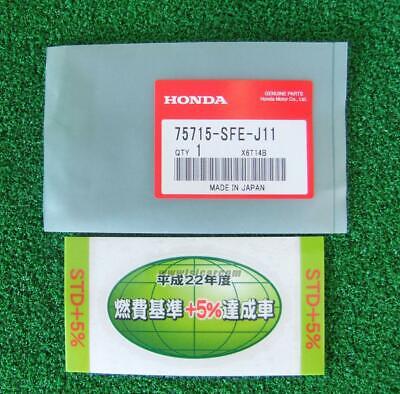 GENUINE PARTS
Honda Motor Co., Ltd.
HONDA
75715-SFE-J11
QTY 1 X6T14B
MADE IN JAPAN
STD+5%
平成22年度
燃費基準+5%達成車
STD+5%